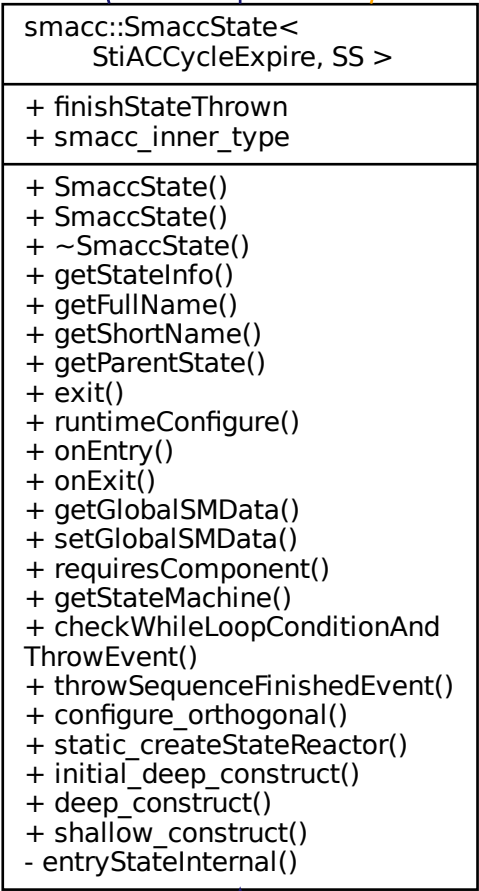 smacc::SmaccState<
StiACCycleExpire, SS >
+ finishStateThrown
+ smacc_inner_type
+ SmaccState()
+ SmaccState()
+ ~SmaccState()
+ getStateInfo()
+ getFullName()
+ getShortName()
+ getParentState()
+ exit()
+ runtimeConfigure()
+ onEntry()
+ onExit()
+ getGlobalSMData()
+ setGlobalSMData()
+ requiresComponent()
+ getStateMachine()
+ checkWhileLoopConditionAnd
ThrowEvent()
+ throwSequenceFinishedEvent()
+ configure_orthogonal()
+ static_createStateReactor()
+ initial_deep_construct()
+ deep_construct()
+ shallow_construct()
- entryStateInternal()